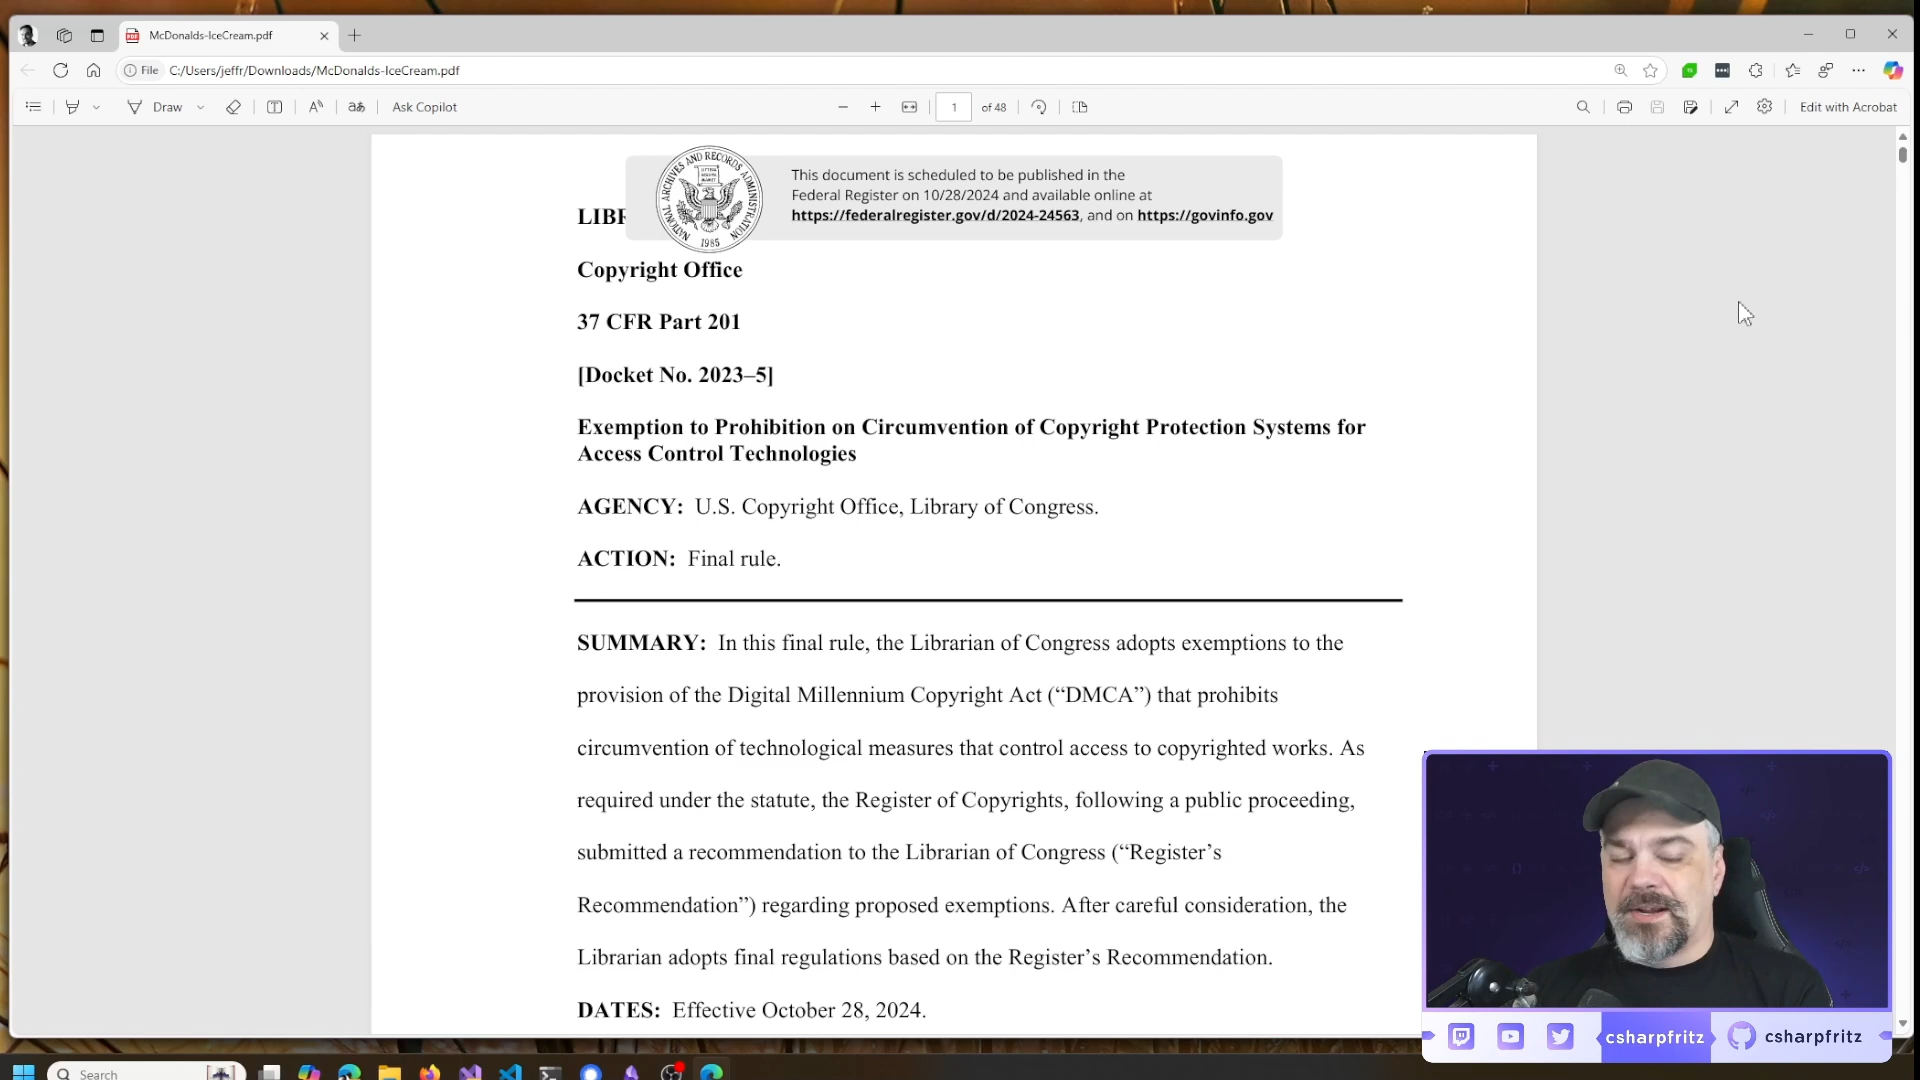 McDonalds-IceCream.pdf
File C:/Users/jeffr/Downloads/McDonalds-IceCream.pdf
Draw Ask Copilot 1 of 48 Edit with Acrobat
NATIONAL ARCHIVES AND RECORDS ADMINISTRATION
1985
This document is scheduled to be published in the
Federal Register on 10/28/2024 and available online at
https://federalregister.gov/d/2024-24563, and on https://govinfo.gov
Copyright Office
37 CFR Part 201
[Docket No. 2023–5]
Exemption to Prohibition on Circumvention of Copyright Protection Systems for
Access Control Technologies
AGENCY: U.S. Copyright Office, Library of Congress.
ACTION: Final rule.
SUMMARY: In this final rule, the Librarian of Congress adopts exemptions to the
provision of the Digital Millennium Copyright Act (“DMCA”) that prohibits
circumvention of technological measures that control access to copyrighted works. As
required under the statute, the Register of Copyrights, following a public proceeding,
submitted a recommendation to the Librarian of Congress (“Register’s
Recommendation”) regarding proposed exemptions. After careful consideration, the
Librarian adopts final regulations based on the Register’s Recommendation.
DATES: Effective October 28, 2024.
csharpfritz csharpfritz
Search